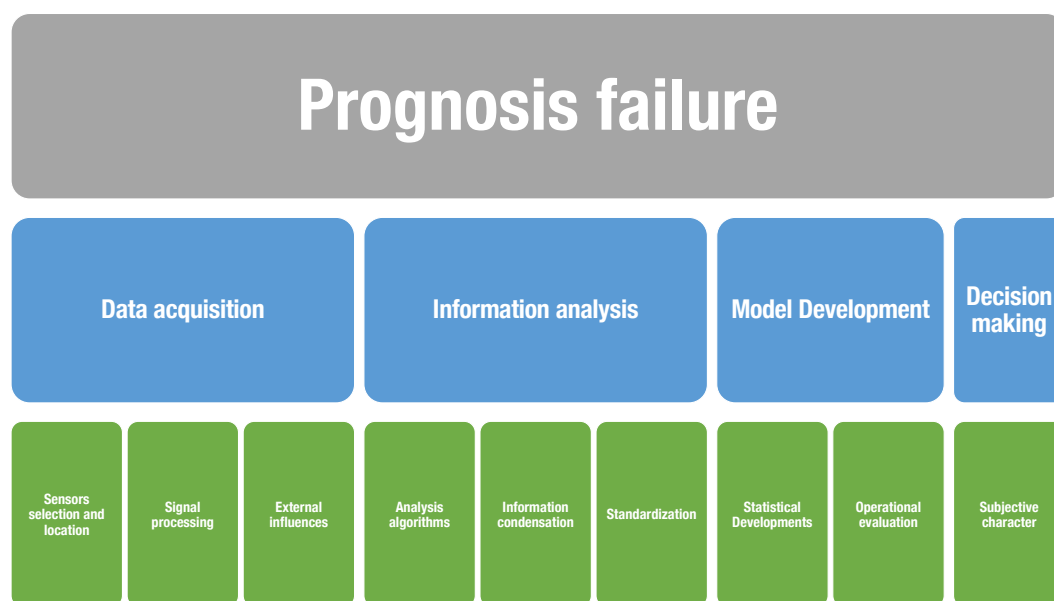 Prognosis failure
Data acquisition
Information analysis
Model Development
Decision
making
Sensors
selection and
location
Signal
processing
External
influences
Analysis
algorithms
Information
condensation
Standardization
Statistical
Developments
Operational
evaluation
Subjective
character